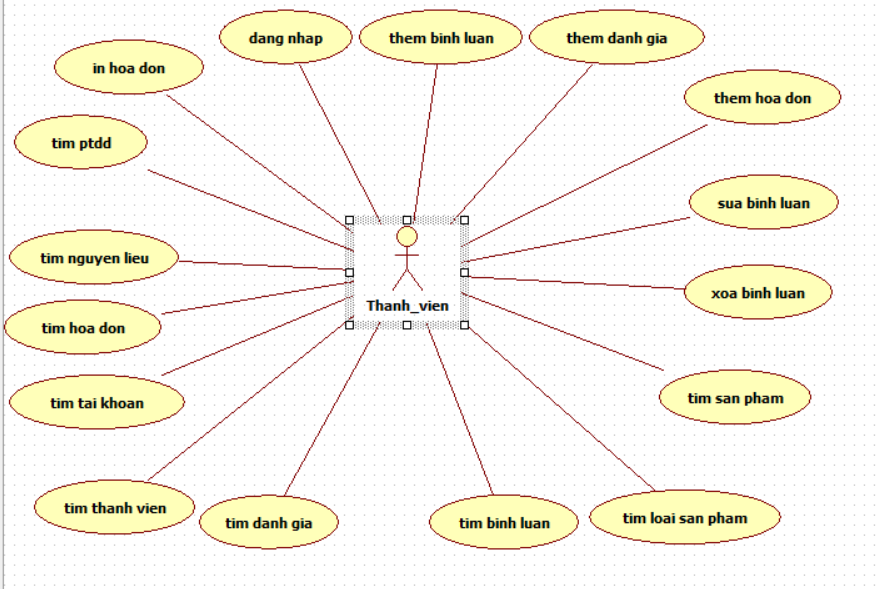 dang nhap
them binh luan
them danh gia
in hoa don
them hoa don
tim ptdd
sua binh luan
tim nguyen lieu
xoa binh luan
Thanh_vien
tim hoa don
tim san pham
tim tai khoan
tim thanh vien
tim danh gia
tim binh luan
tim loai san pham